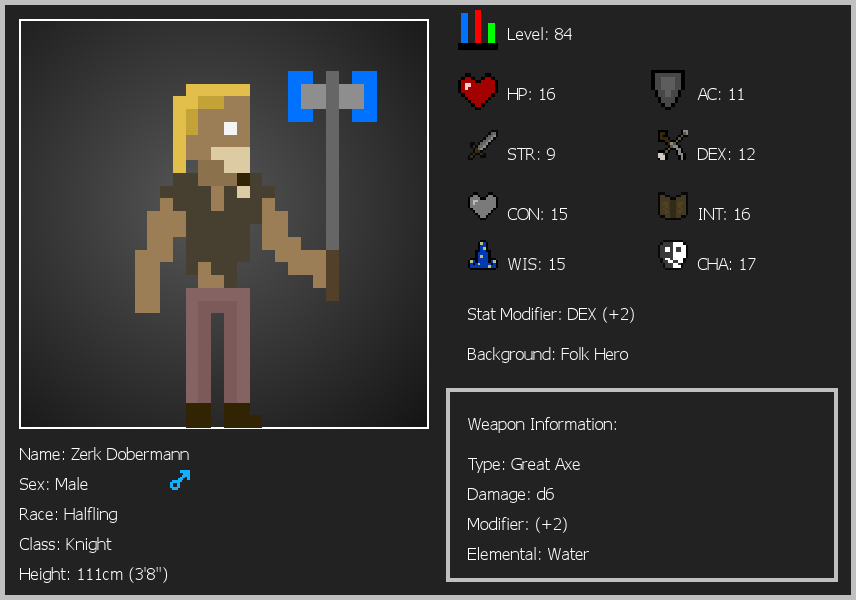 Level: 84
HP: 16
AC: 11
STR: 9
DEX: 12
CON: 15
INT: 16
WIS: 15
CHA: 17
Stat Modifier: DEX (+2)
Background: Folk Hero
Weapon Information:
Type: Great Axe
Damage: d6
Modifier: (+2)
Elemental: Water
Name: Zerk Dobermann
Sex: Male
Race: Halfling
Class: Knight
Height: 111cm (3'8")